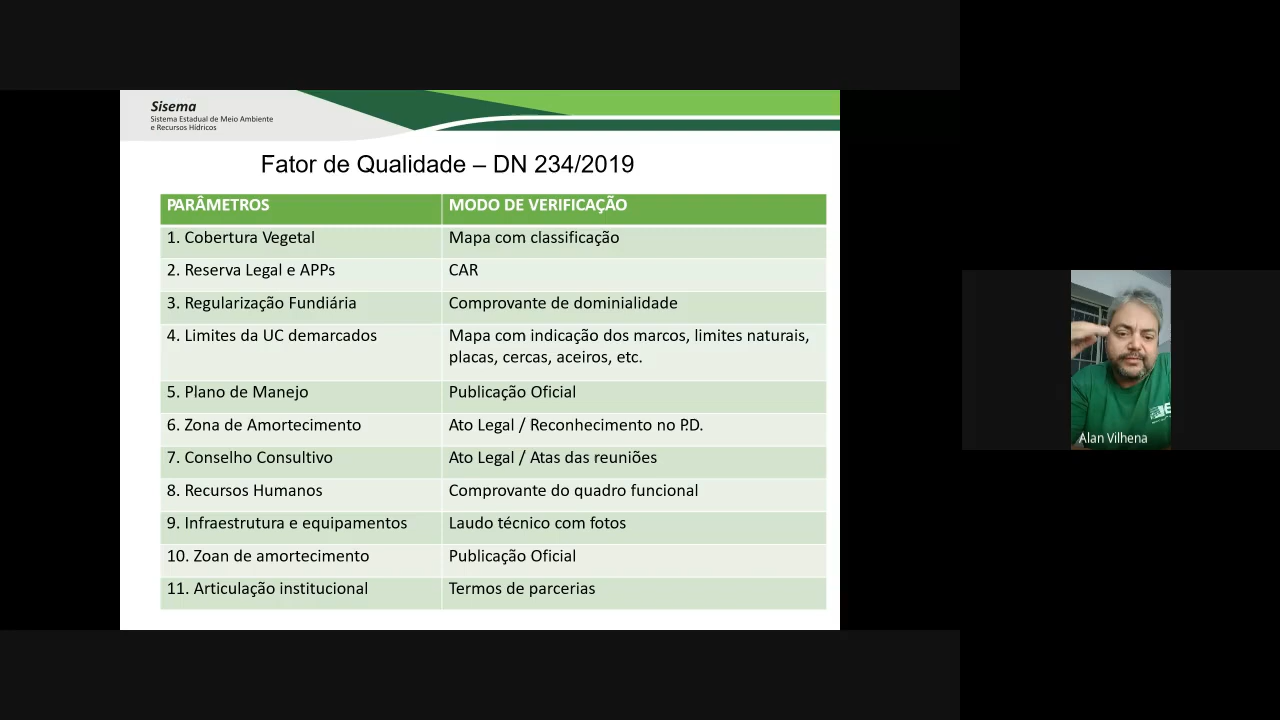 Sisema
Sistema Estadual de Meio Ambiente
e Recursos Hídricos
Fator de Qualidade – DN 234/2019
PARÂMETROS MODO DE VERIFICAÇÃO
1. Cobertura Vegetal Mapa com classificação
2. Reserva Legal e APPs CAR
3. Regularização Fundiária Comprovante de dominialidade
4. Limites da UC demarcados Mapa com indicação dos marcos, limites naturais,
placas, cercas, aceiros, etc.
5. Plano de Manejo Publicação Oficial
6. Zona de Amortecimento Ato Legal / Reconhecimento no P.D.
7. Conselho Consultivo Ato Legal / Atas das reuniões
8. Recursos Humanos Comprovante do quadro funcional
9. Infraestrutura e equipamentos Laudo técnico com fotos
10. Zoan de amortecimento Publicação Oficial
11. Articulação institucional Termos de parcerias
Alan Vilhena